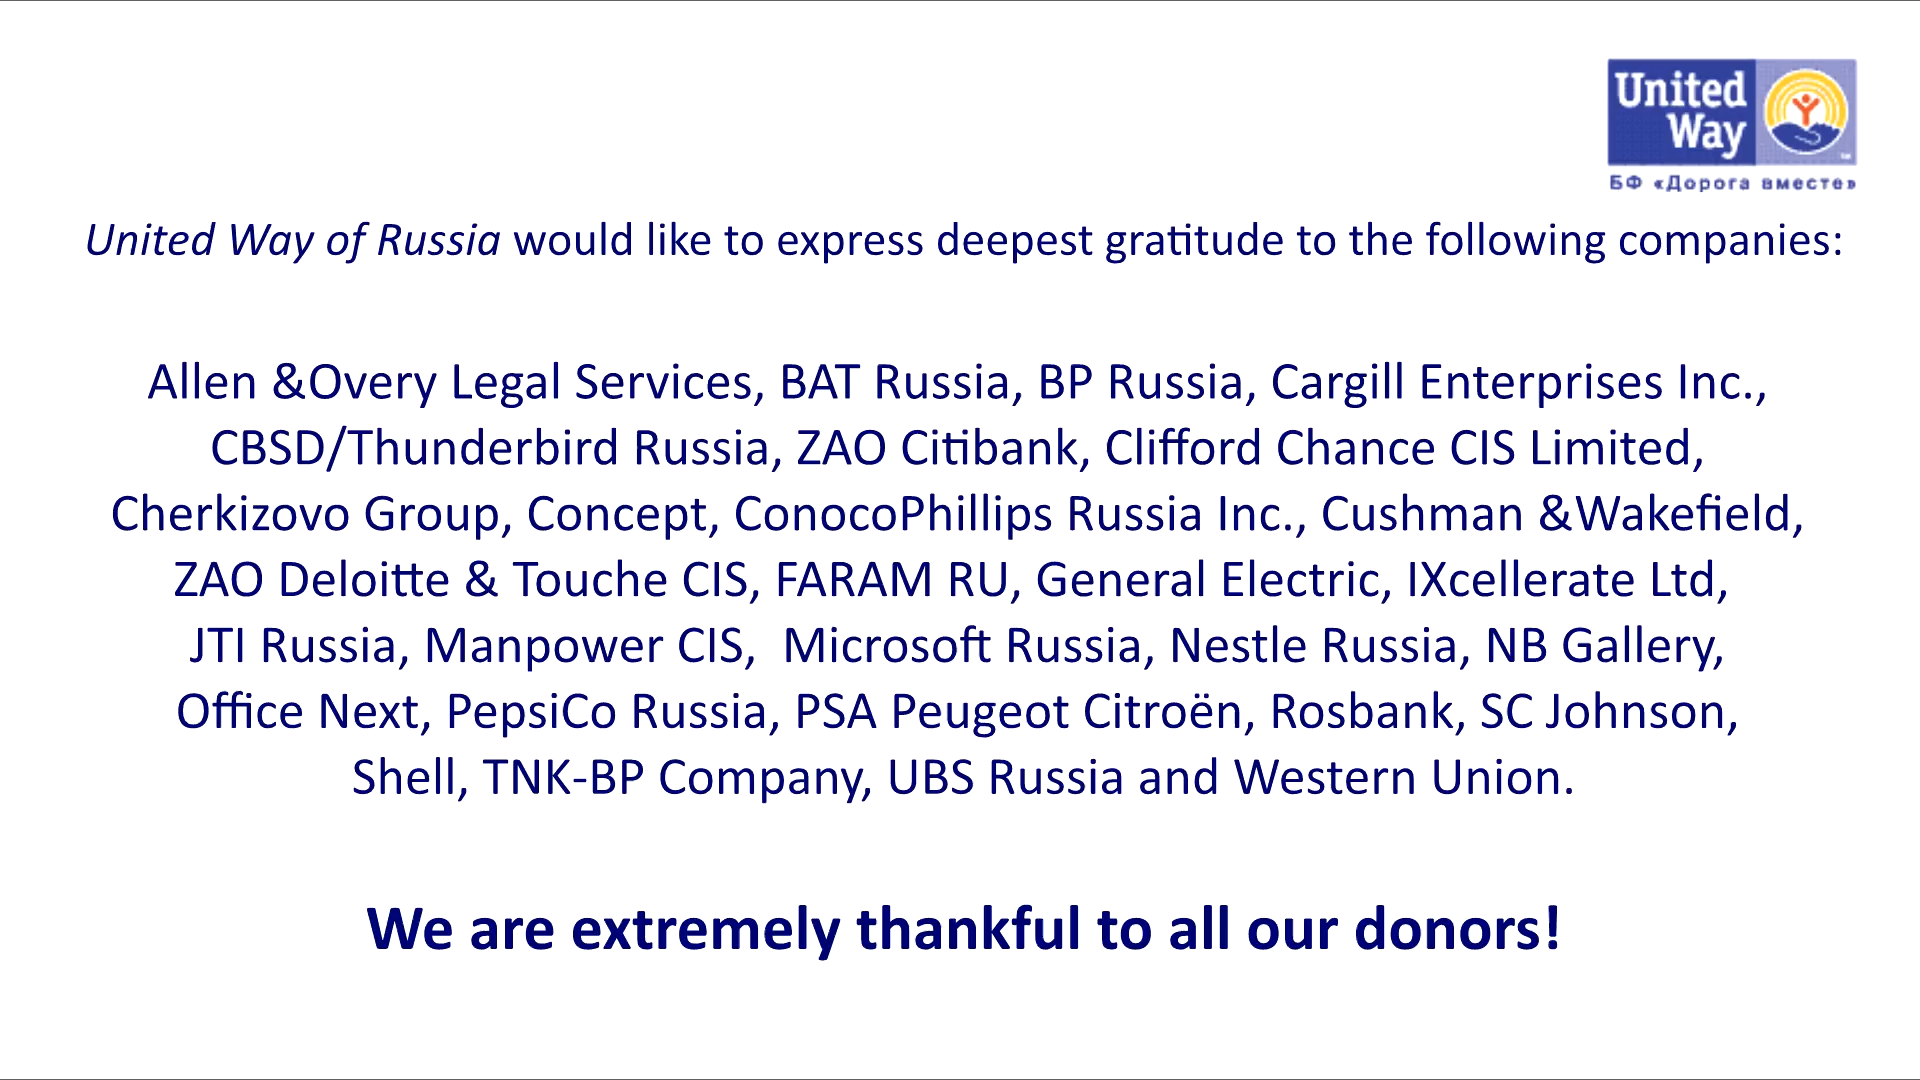 United
Way
БФ «Дорога вместе»
United Way of Russia would like to express deepest gratitude to the following companies:
Allen &Overy Legal Services, BAT Russia, BP Russia, Cargill Enterprises Inc.,
CBSD/Thunderbird Russia, ZAO Citibank, Clifford Chance CIS Limited,
Cherkizovo Group, Concept, ConocoPhillips Russia Inc., Cushman &Wakefield,
ZAO Deloitte & Touche CIS, FARAM RU, General Electric, IXcellerate Ltd,
JTI Russia, Manpower CIS,  Microsoft Russia, Nestle Russia, NB Gallery,
Office Next, PepsiCo Russia, PSA Peugeot Citroën, Rosbank, SC Johnson,
Shell, TNK-BP Company, UBS Russia and Western Union.
We are extremely thankful to all our donors!